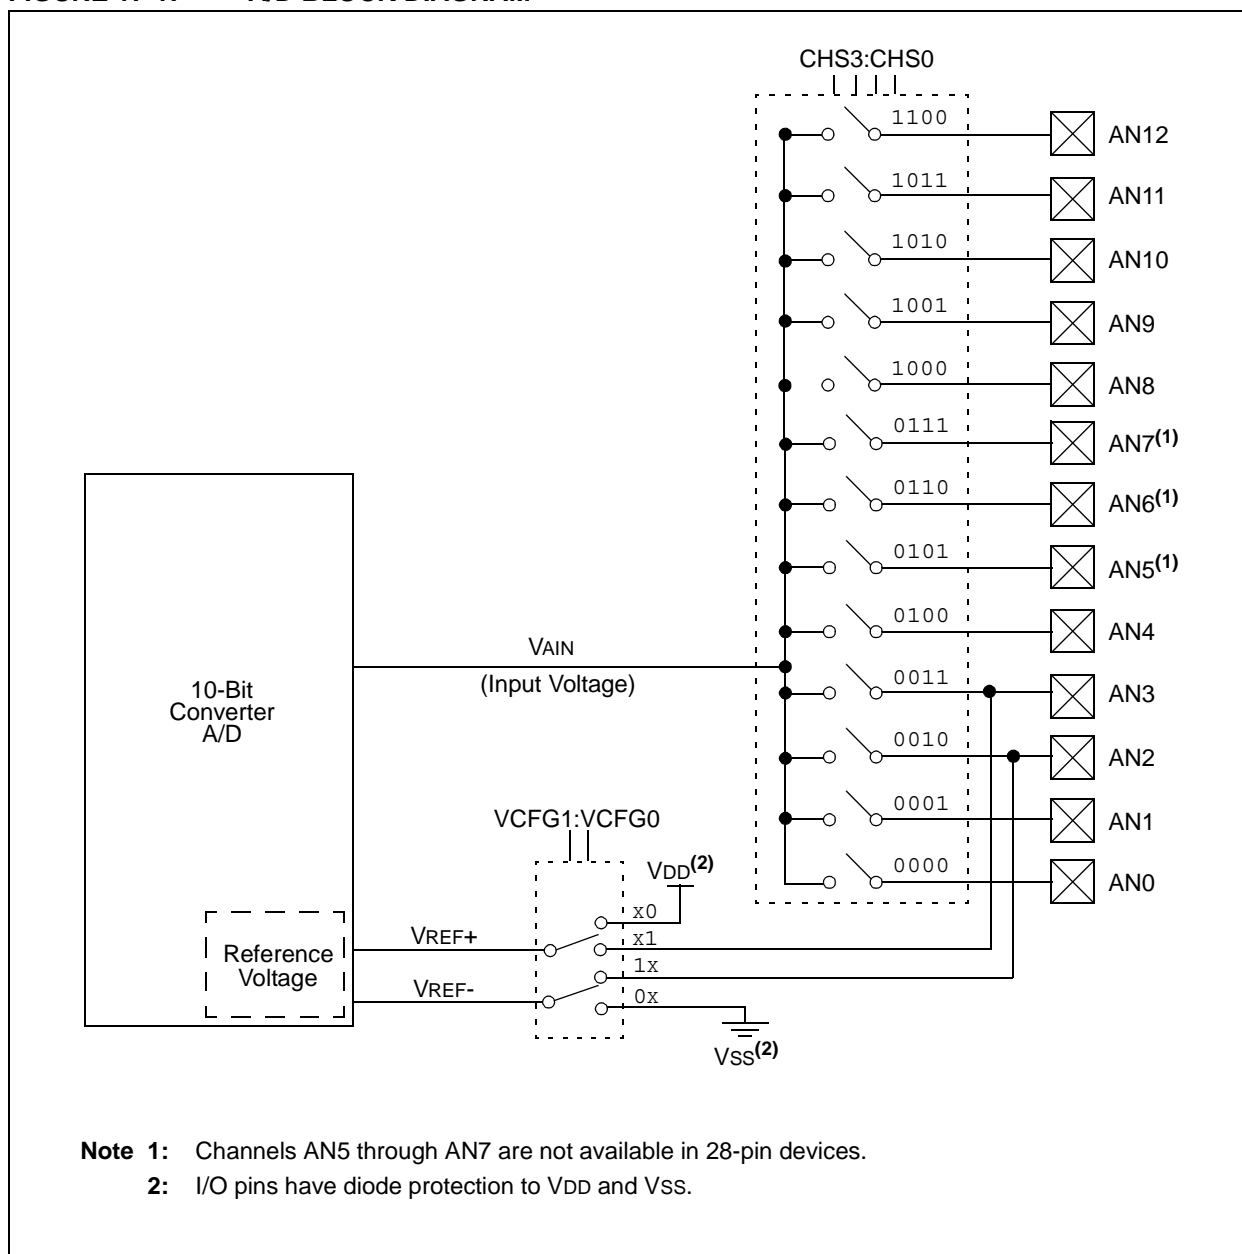 CHS3:CHS0
1100 AN12
1011 AN11
1010 AN10
1001 AN9
1000 AN8
0111 AN7(1)
0110 AN6(1)
0101 AN5(1)
0100 AN4
VAIN
(Input Voltage)
0011 AN3
10-Bit
Converter
A/D
0010 AN2
0001 AN1
VCFG1:VCFG0
0000 AN0
VDD(2)
x0
VREF+
x1
Reference
Voltage
1x
VREF-
0x
VSS(2)
Note 1: Channels AN5 through AN7 are not available in 28-pin devices.
2: I/O pins have diode protection to VDD and VSS.